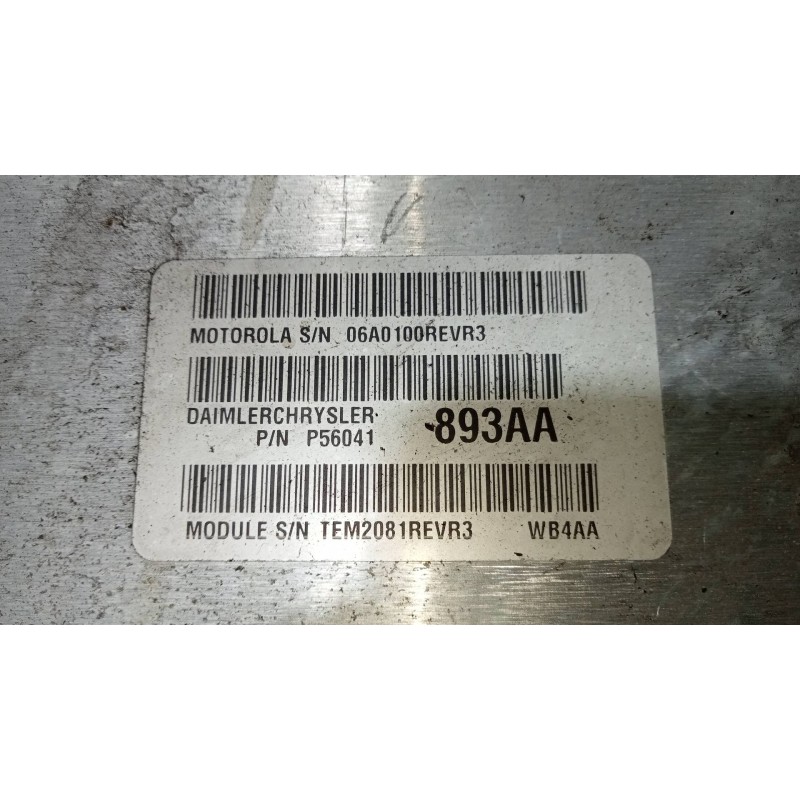 MOTOROLA S/N 06A0100REVR3
DAIMLERCHRYSLER
P/N P56041 893AA
MODULE S/N TEM2081REVR3 WB4AA